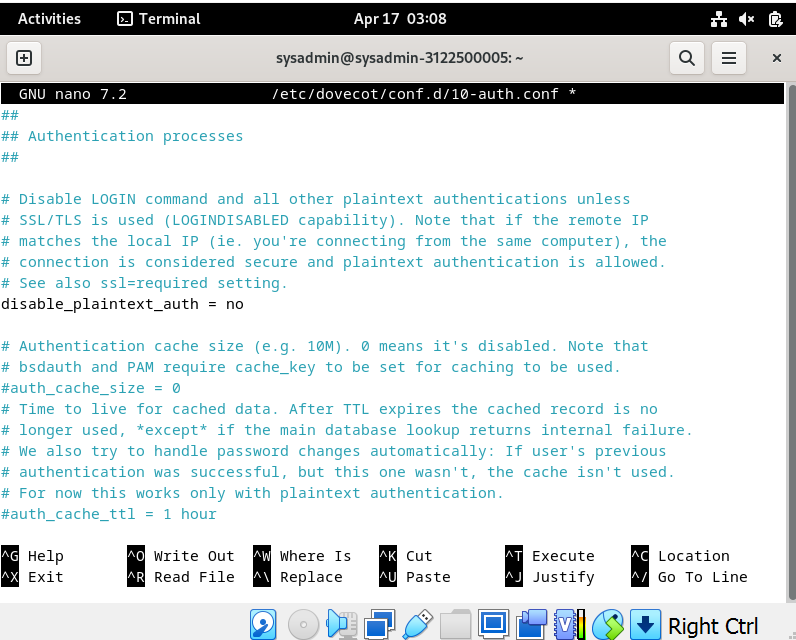 Activities Terminal Apr 17 03:08
sysadmin@sysadmin-3122500005: ~
GNU nano 7.2 /etc/dovecot/conf.d/10-auth.conf *
##
## Authentication processes
##
# Disable LOGIN command and all other plaintext authentications unless
# SSL/TLS is used (LOGINDISABLED capability). Note that if the remote IP
# matches the local IP (ie. you're connecting from the same computer), the
# connection is considered secure and plaintext authentication is allowed.
# See also ssl=required setting.
disable_plaintext_auth = no
# Authentication cache size (e.g. 10M). 0 means it's disabled. Note that
# bsdauth and PAM require cache_key to be set for caching to be used.
#auth_cache_size = 0
# Time to live for cached data. After TTL expires the cached record is no
# longer used, *except* if the main database lookup returns internal failure.
# We also try to handle password changes automatically: If user's previous
# authentication was successful, but this one wasn't, the cache isn't used.
# For now this works only with plaintext authentication.
#auth_cache_ttl = 1 hour
^G Help ^O Write Out ^W Where Is ^K Cut ^T Execute ^C Location
^X Exit ^R Read File ^\ Replace ^U Paste ^J Justify ^/ Go To Line
V Right Ctrl